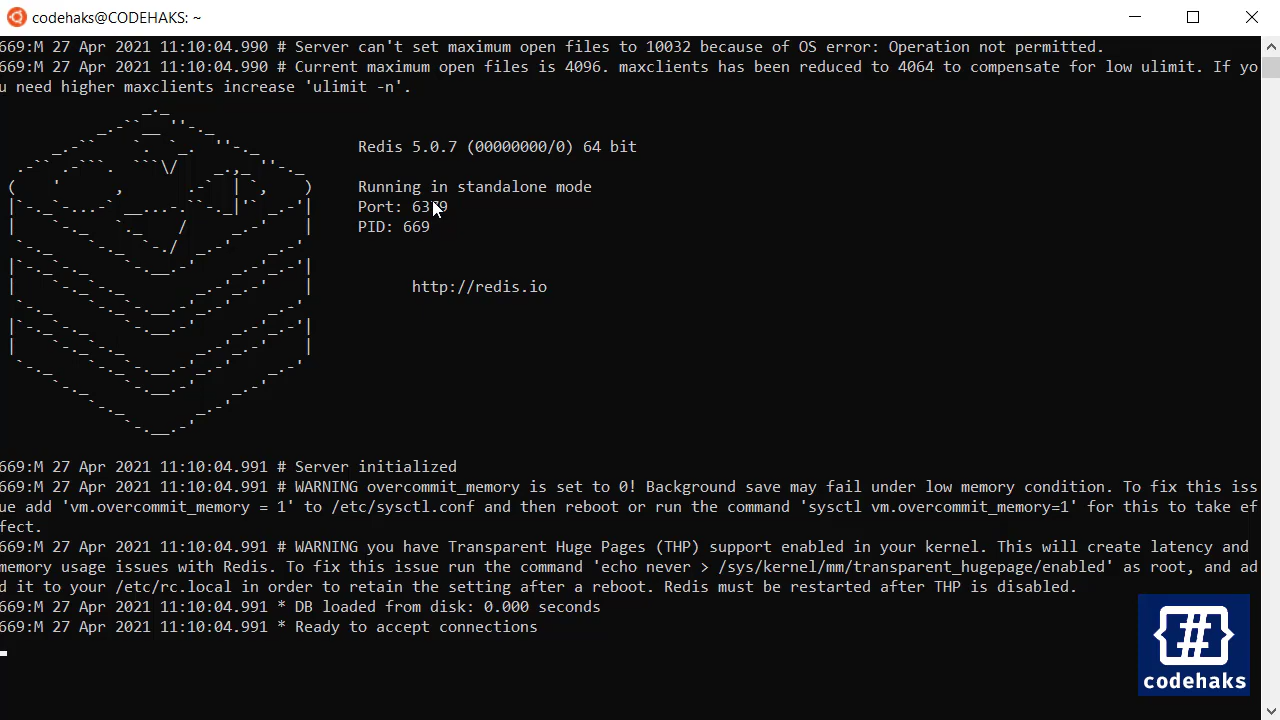 codehaks@CODEHAKS: ~
669:M 27 Apr 2021 11:10:04.990 # Server can't set maximum open files to 10032 because of OS error: Operation not permitted.
669:M 27 Apr 2021 11:10:04.990 # Current maximum open files is 4096. maxclients has been reduced to 4064 to compensate for low ulimit. If yo
u need higher maxclients increase 'ulimit -n'.
Redis 5.0.7 (00000000/0) 64 bit
Running in standalone mode
Port: 6379
PID: 669
http://redis.io
669:M 27 Apr 2021 11:10:04.991 # Server initialized
669:M 27 Apr 2021 11:10:04.991 # WARNING overcommit_memory is set to 0! Background save may fail under low memory condition. To fix this iss
ue add 'vm.overcommit_memory = 1' to /etc/sysctl.conf and then reboot or run the command 'sysctl vm.overcommit_memory=1' for this to take ef
fect.
669:M 27 Apr 2021 11:10:04.991 # WARNING you have Transparent Huge Pages (THP) support enabled in your kernel. This will create latency and
memory usage issues with Redis. To fix this issue run the command 'echo never > /sys/kernel/mm/transparent_hugepage/enabled' as root, and ad
d it to your /etc/rc.local in order to retain the setting after a reboot. Redis must be restarted after THP is disabled.
669:M 27 Apr 2021 11:10:04.991 * DB loaded from disk: 0.000 seconds
669:M 27 Apr 2021 11:10:04.991 * Ready to accept connections
{#}
codehaks